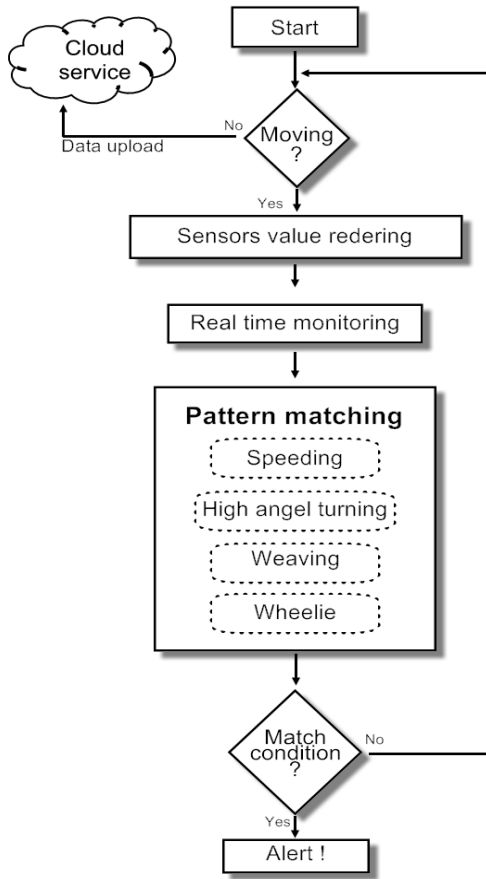 Start
Cloud
service
No
Moving
?
Data upload
Yes
Sensors value redering
Real time monitoring
Pattern matching
Speeding
High angel turning
Weaving
Wheelie
Match
condition
?
No
Yes
Alert !